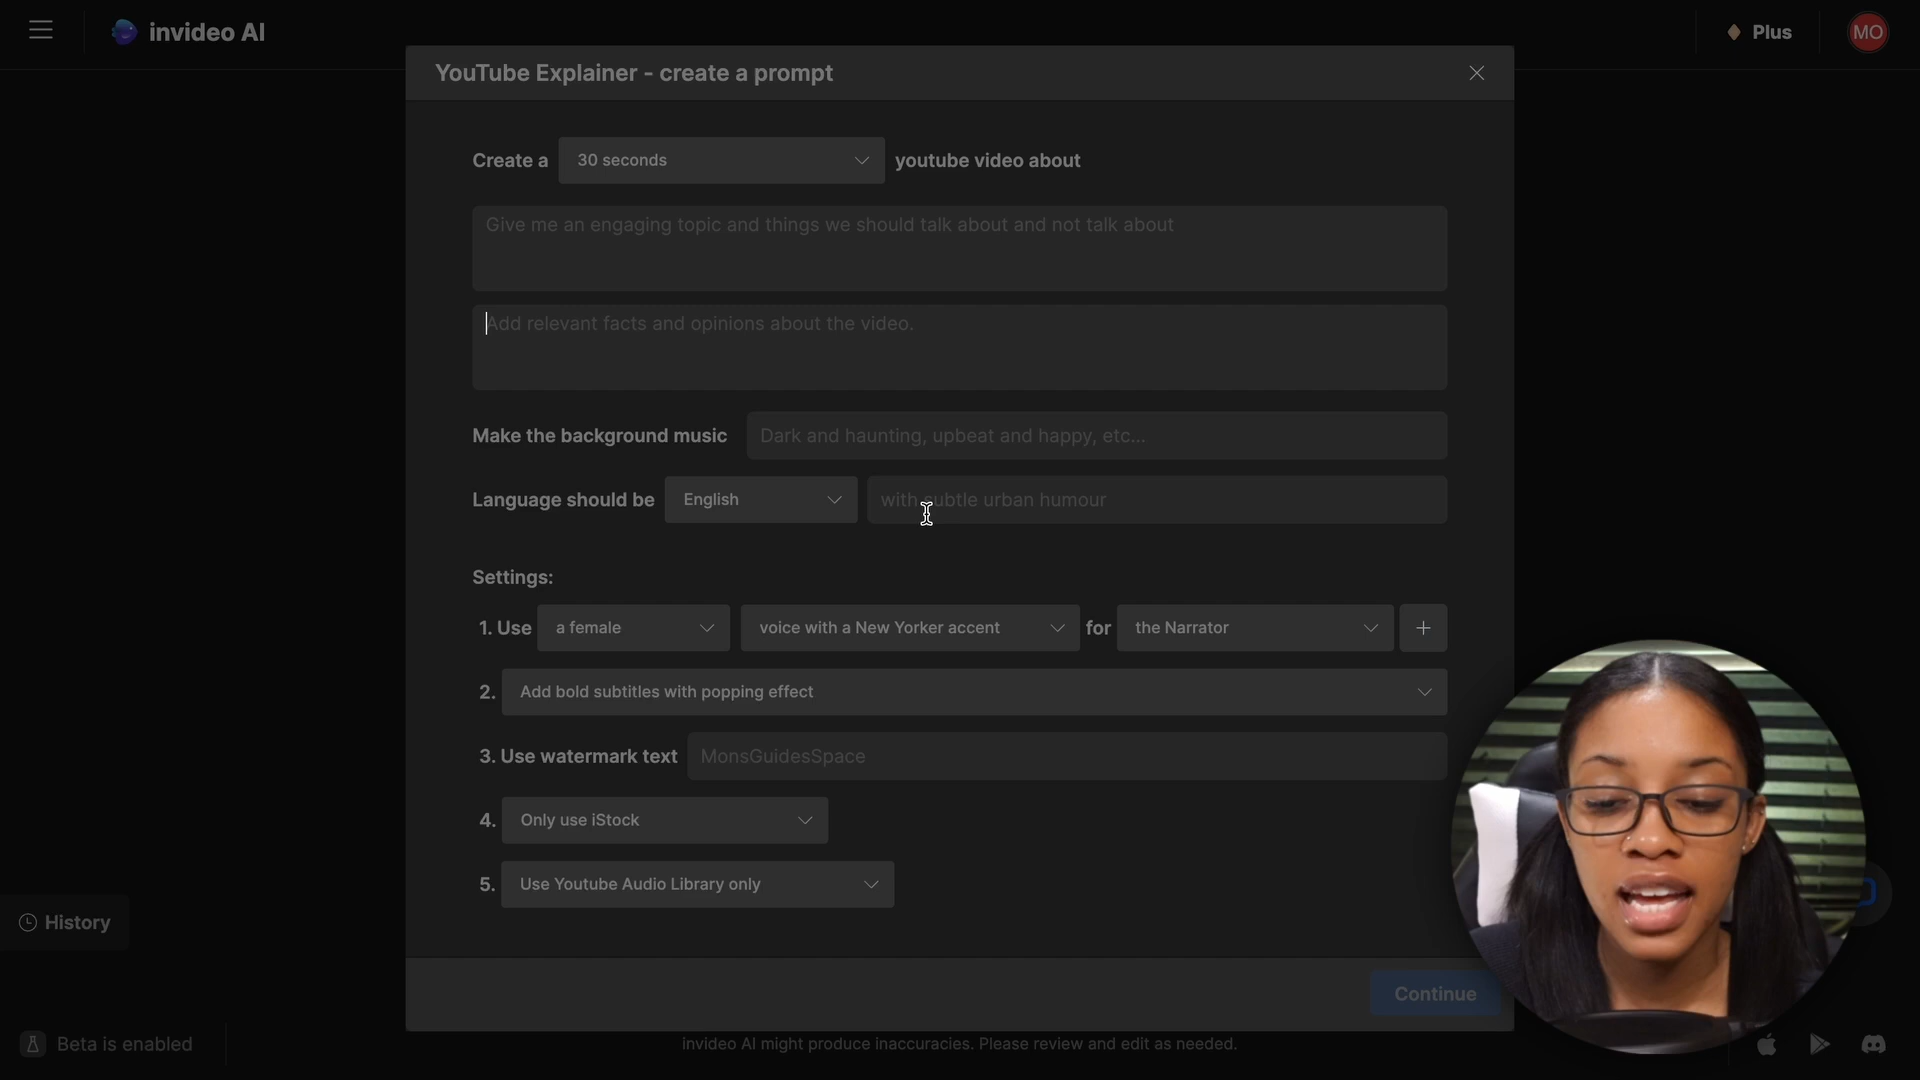 invideo AI
Plus
MO
YouTube Explainer - create a prompt
Create a 30 seconds youtube video about
Give me an engaging topic and things we should talk about and not talk about
Add relevant facts and opinions about the video.
Make the background music Dark and haunting, upbeat and happy, etc...
Language should be English with subtle urban humour
Settings:
1. Use a female voice with a New Yorker accent for the Narrator
2. Add bold subtitles with popping effect
3. Use watermark text MonsGuidesSpace
4. Only use iStock
5. Use Youtube Audio Library only
History
Continue
Beta is enabled
invideo AI might produce inaccuracies. Please review and edit as needed.